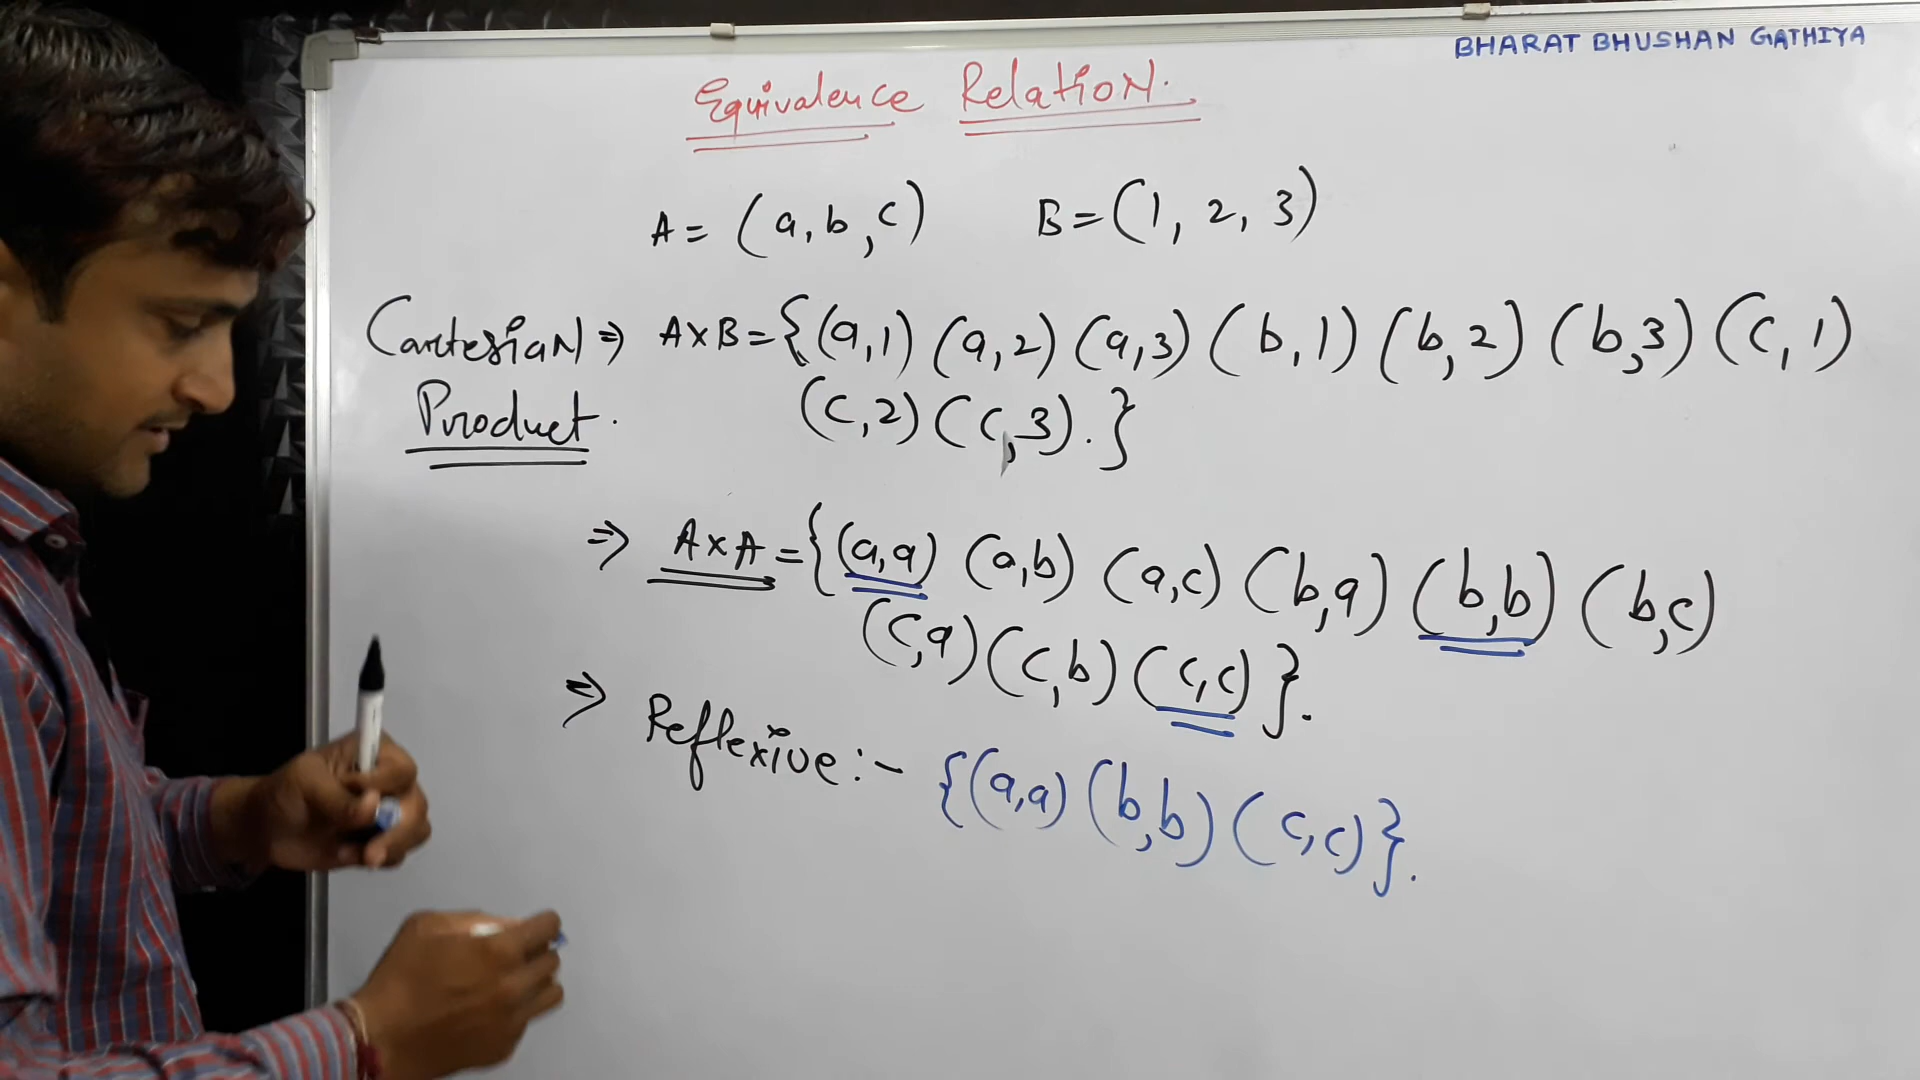 BHARAT BHUSHAN GATHIYA
Equivalence Relation.
A = (a, b, c) B = (1, 2, 3)
Cartesian ⇒ A×B = {(a,1) (a,2) (a,3) (b,1) (b,2) (b,3) (c,1)
Product. (c,2) (c,3).}
⇒ A×A = {(a,a) (a,b) (a,c) (b,a) (b,b) (b,c)
(c,a) (c,b) (c,c)}.
⇒ Reflexive:- {(a,a) (b,b) (c,c)}.